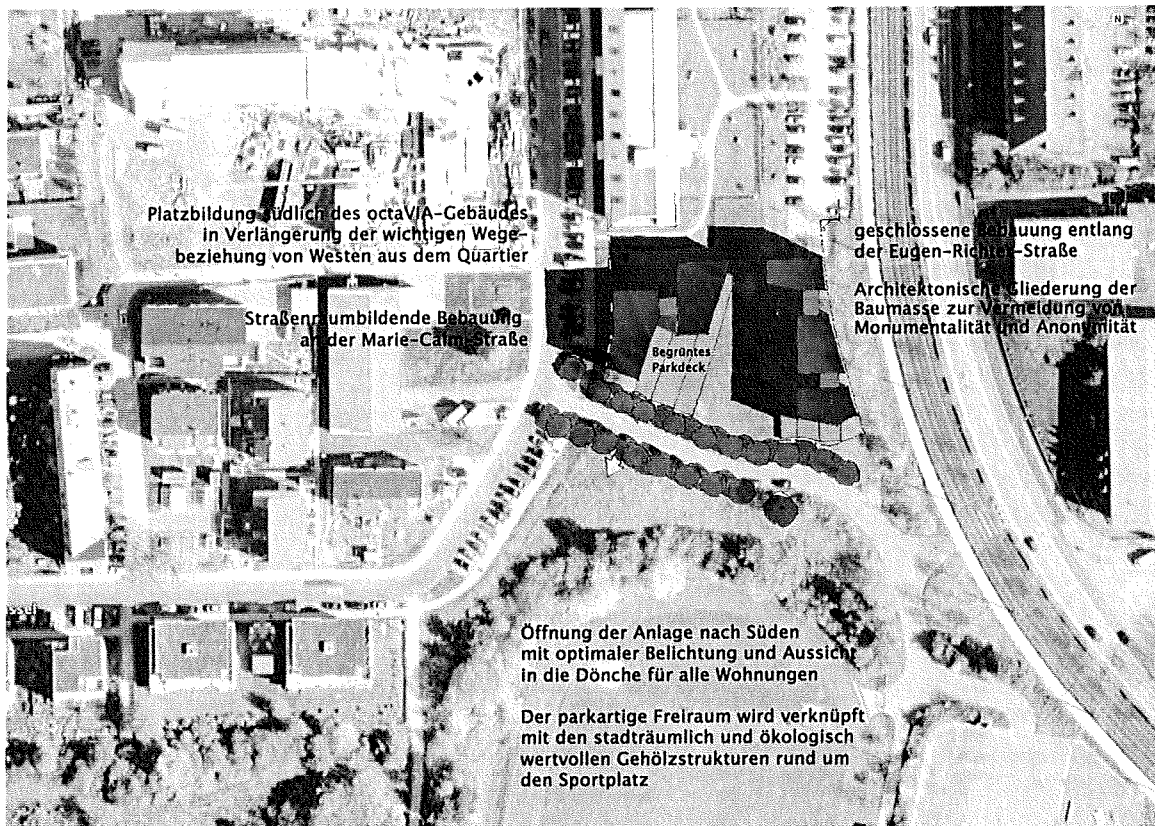 N
Platzbildung südlich des octaVIA-Gebäudes
in Verlängerung der wichtigen Wege-
beziehung von Westen aus dem Quartier
geschlossene Bebauung entlang
der Eugen-Richter-Straße
Architektonische Gliederung der
Baumasse zur Vermeidung von
Monumentalität und Anonymität
Straßenraumbildende Bebauung
an der Marie-Calm-Straße
Begrüntes
Parkdeck
Öffnung der Anlage nach Süden
mit optimaler Belichtung und Aussicht
in die Dönche für alle Wohnungen
Der parkartige Freiraum wird verknüpft
mit den stadträumlich und ökologisch
wertvollen Gehölzstrukturen rund um
den Sportplatz